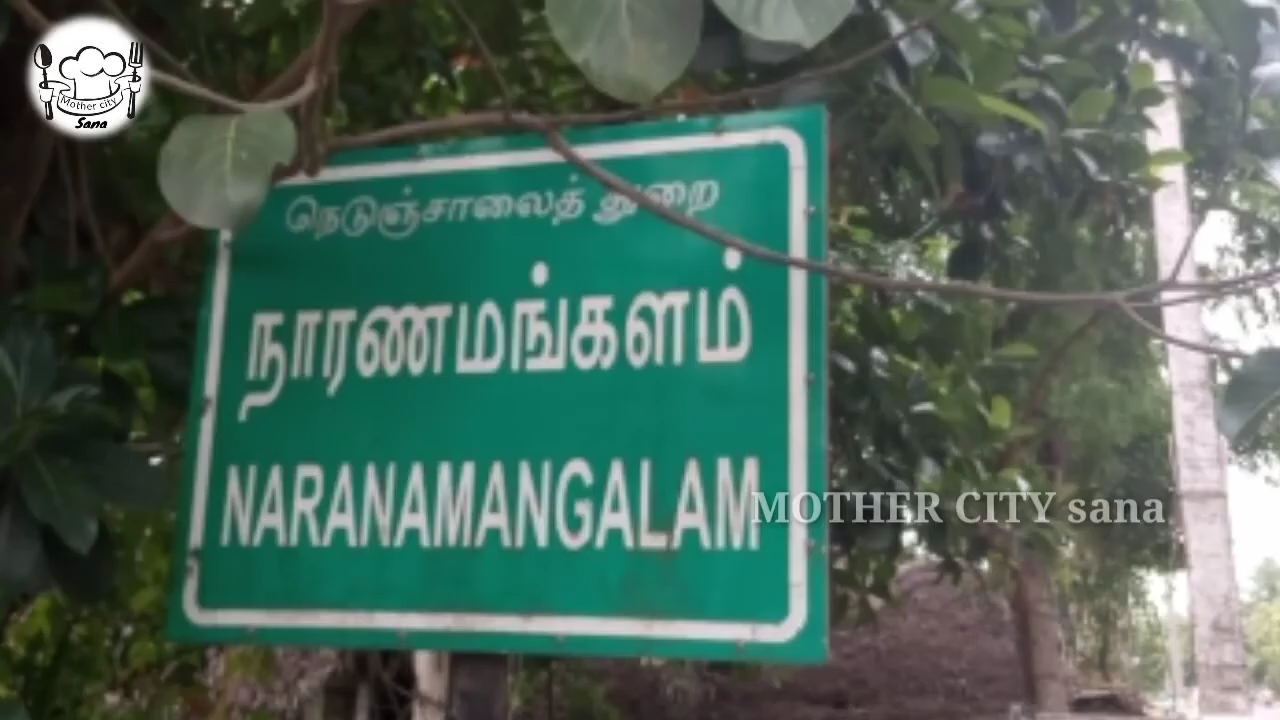 Mother city
Sana
நெடுஞ்சாலைத் துறை
நாரணமங்களம்
NARANAMANGALAM
MOTHER CITY sana